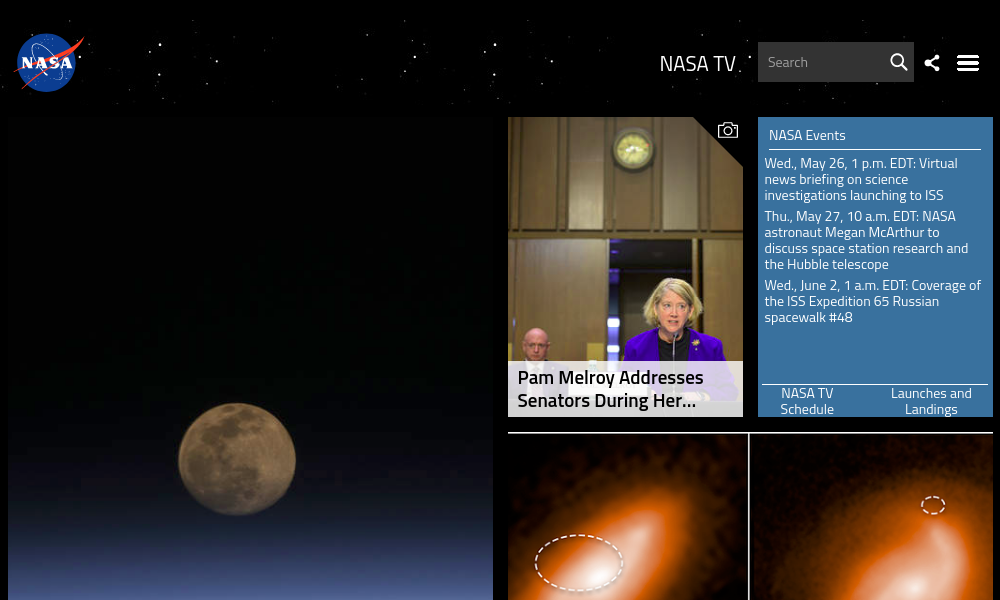 NASA
NASA TV
Search
Pam Melroy Addresses
Senators During Her...
NASA Events
Wed., May 26, 1 p.m. EDT: Virtual
news briefing on science
investigations launching to ISS
Thu., May 27, 10 a.m. EDT: NASA
astronaut Megan McArthur to
discuss space station research and
the Hubble telescope
Wed., June 2, 1 a.m. EDT: Coverage of
the ISS Expedition 65 Russian
spacewalk #48
NASA TV
Schedule
Launches and
Landings